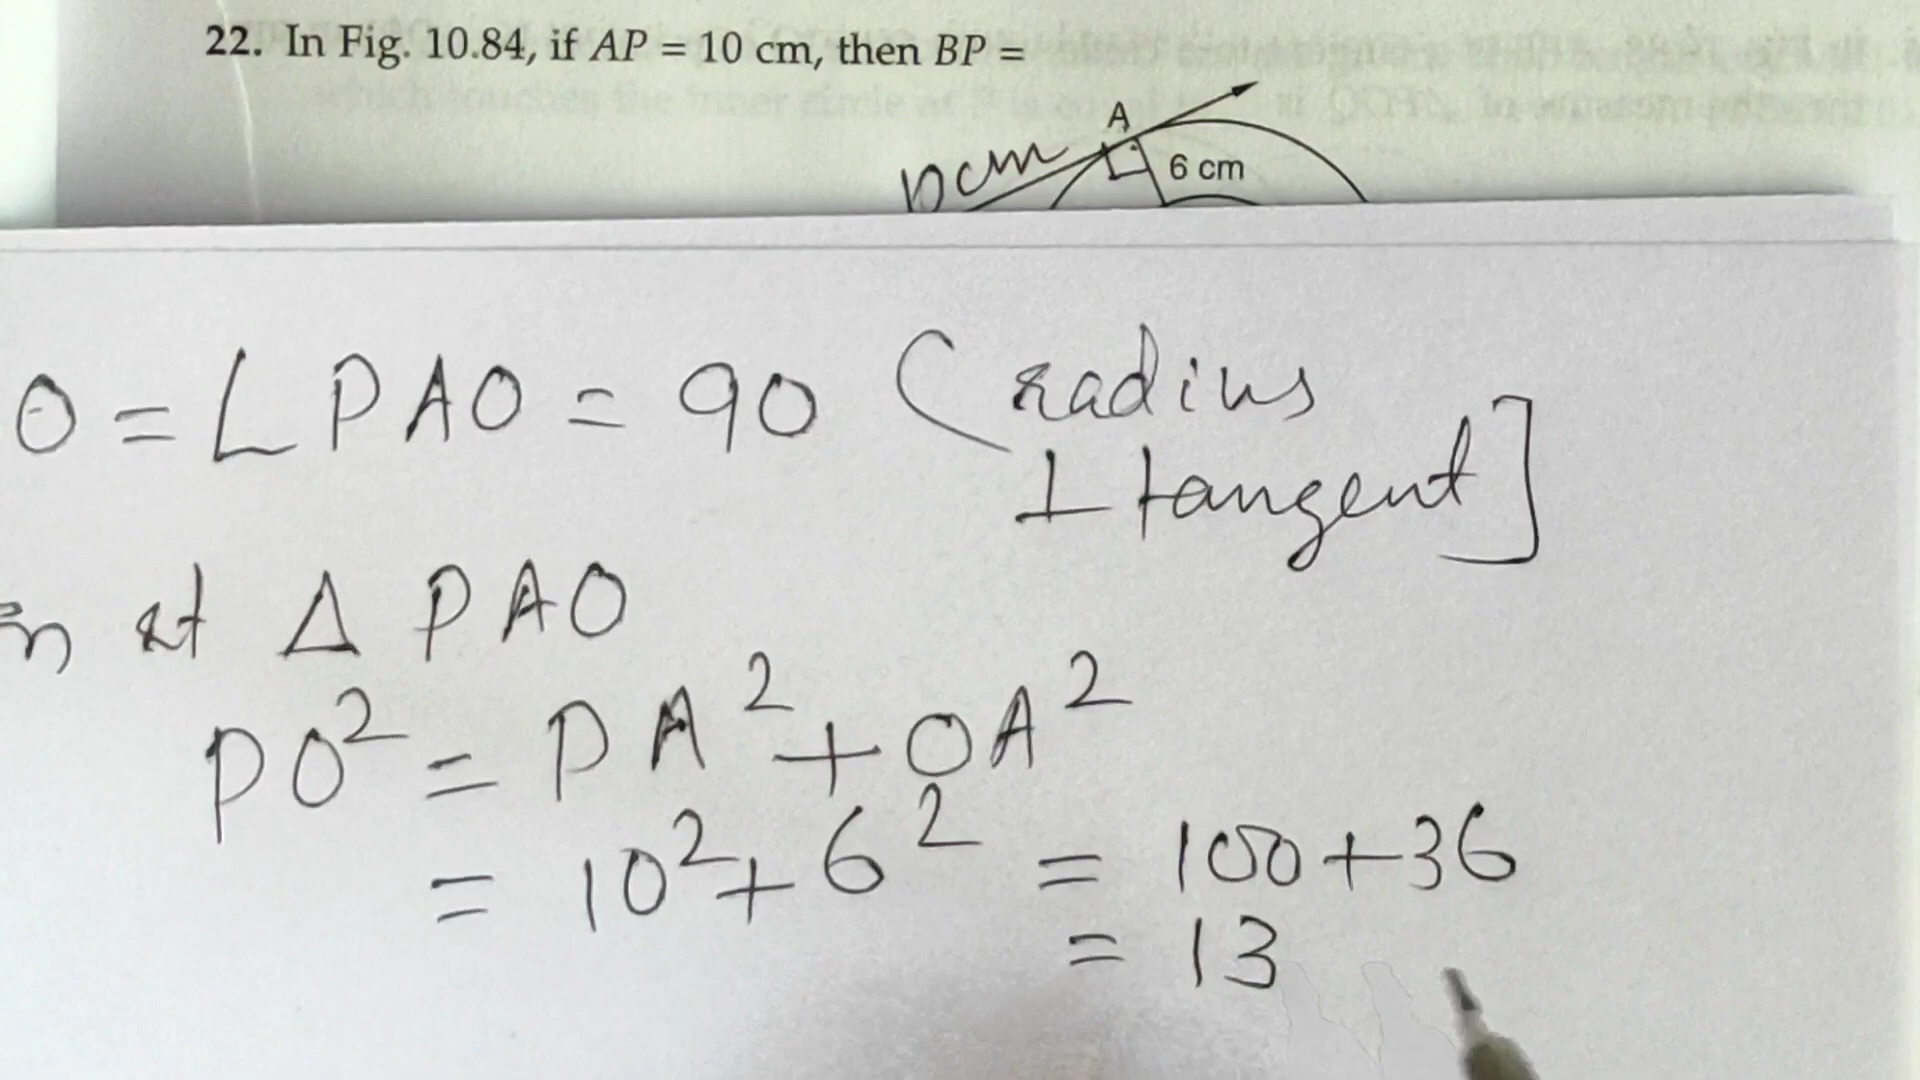 22. In Fig. 10.84, if AP = 10 cm, then BP =
A
10cm
6 cm
O = ∠PAO = 90 (radius
⊥ tangent]
In rt Δ PAO
PO² = PA² + OA²
= 10² + 6² = 100 + 36
= 13